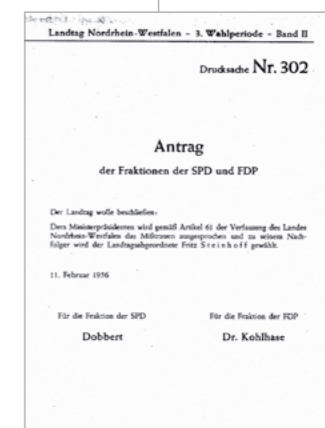 Landtag Nordrhein-Westfalen – 3. Wahlperiode – Band II
Drucksache Nr. 302
Antrag
der Fraktionen der SPD und FDP
Der Landtag wolle beschließen:
Dem Ministerpräsidenten wird gemäß Artikel 61 der Verfassung des Landes
Nordrhein-Westfalen das Mißtrauen ausgesprochen und zu seinem Nach-
folger wird der Landtagsabgeordnete Fritz Steinhoff gewählt.
11. Februar 1956
Für die Fraktion der SPD
Dobbert
Für die Fraktion der FDP
Dr. Kohlhase